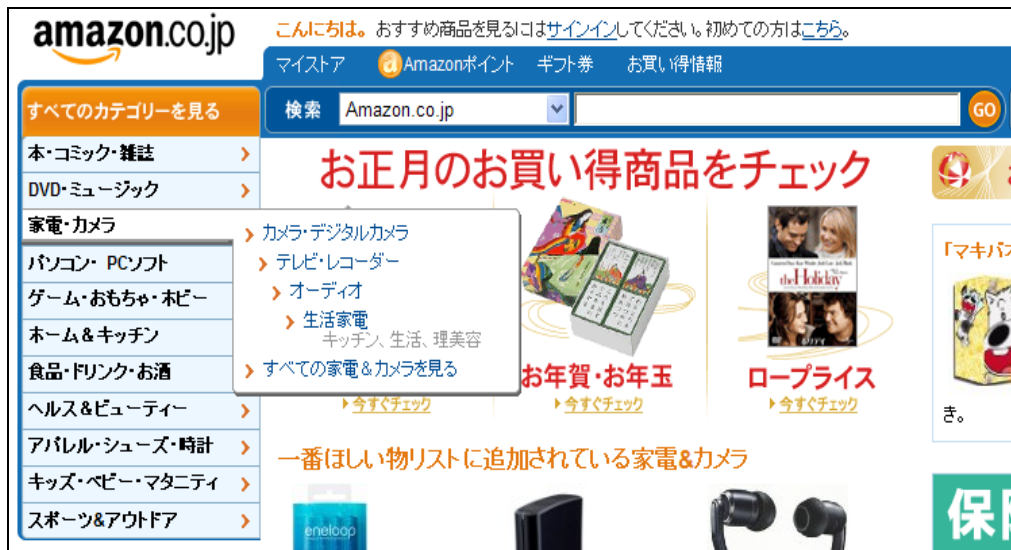 amazon.co.jp
こんにちは。おすすめ商品を見るにはサインインしてください。初めての方はこちら。
マイストア
Amazonポイント
ギフト券
お買い得情報
すべてのカテゴリーを見る
検索
Amazon.co.jp
GO
本・コミック・雑誌
DVD・ミュージック
家電・カメラ
パソコン・ PCソフト
ゲーム・おもちゃ・ホビー
ホーム&キッチン
食品・ドリンク・お酒
ヘルス&ビューティー
アパレル・シューズ・時計
キッズ・ベビー・マタニティ
スポーツ&アウトドア
カメラ・デジタルカメラ
テレビ・レコーダー
オーディオ
生活家電
キッチン、生活、理美容
すべての家電&カメラを見る
お正月のお買い得商品をチェック
the Holiday
お年賀・お年玉
ロープライス
今すぐチェック
今すぐチェック
今すぐチェック
「マキバオ
き。
一番ほしい物リストに追加されている家電&カメラ
eneloop
保